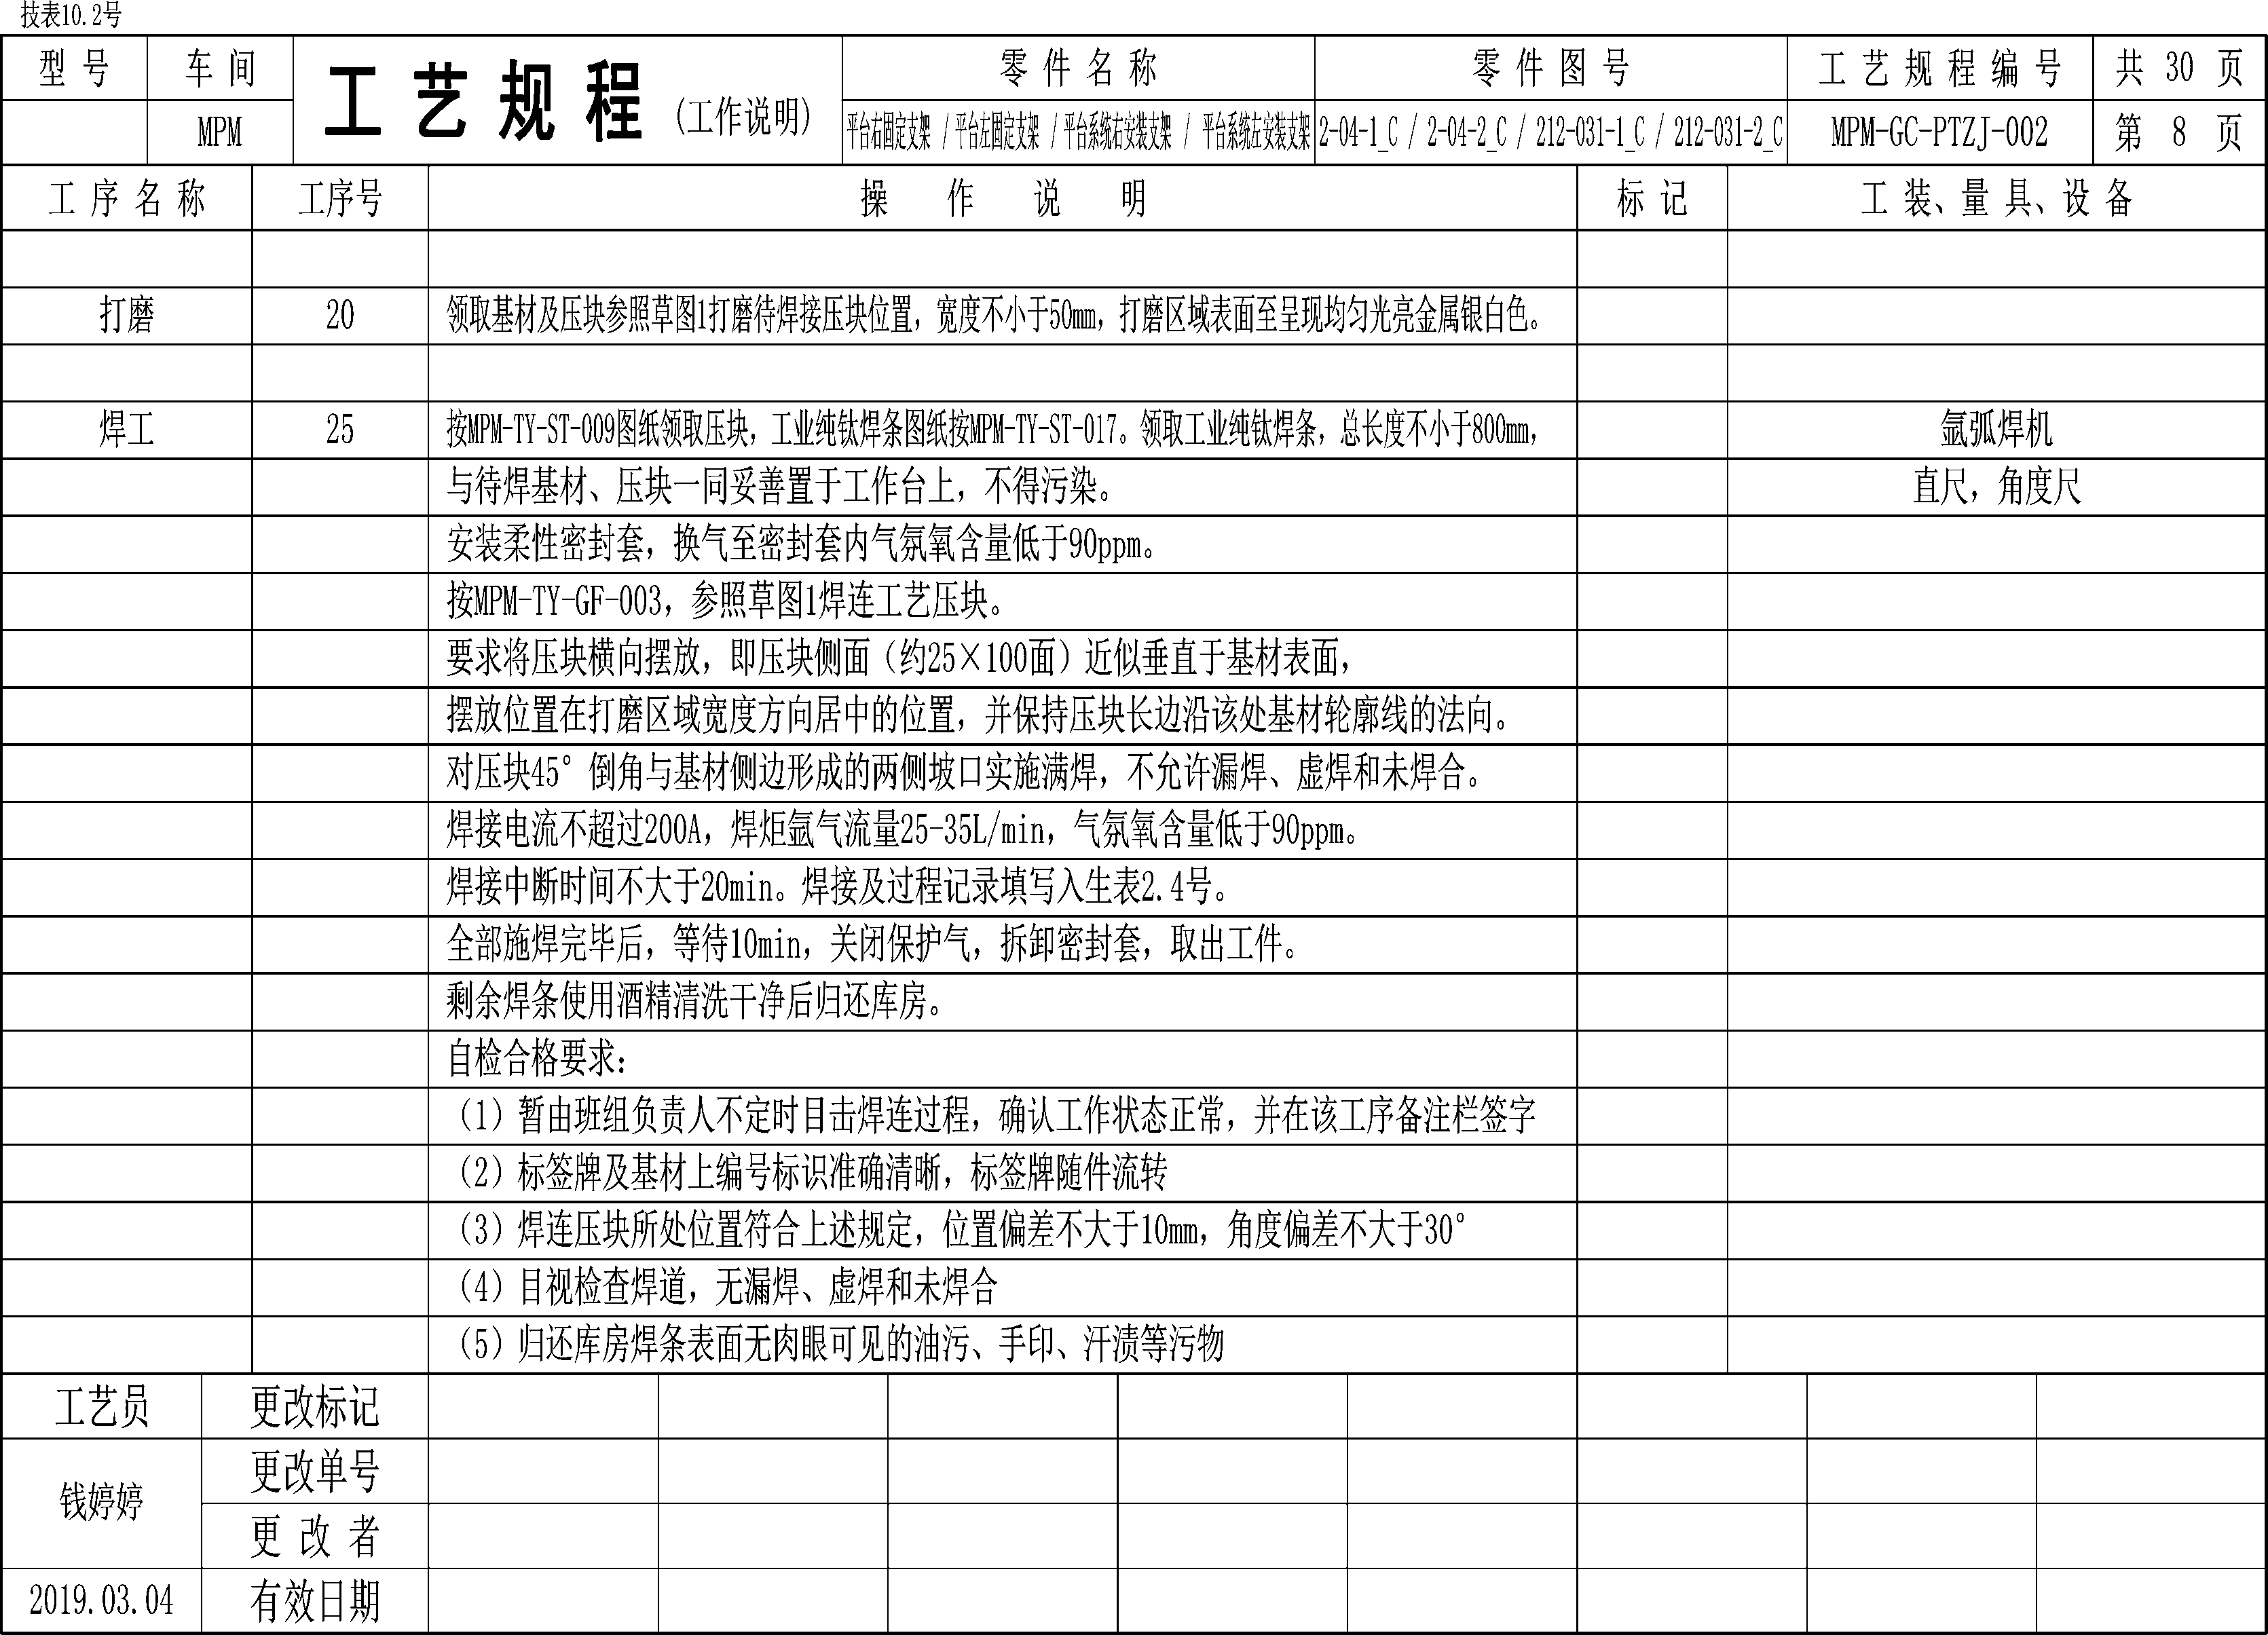 技表10.2号
型 号 车 间 工 艺 规 程 (工作说明) 零 件 名 称 零 件 图 号 工 艺 规 程 编 号 共 30 页
MPM 平台右固定支架 / 平台左固定支架 / 平台系统右安装支架 / 平台系统左安装支架 2-04-1_C / 2-04-2_C / 212-031-1_C / 212-031-2_C MPM-GC-PTZJ-002 第 8 页
工 序 名 称 工序号 操 作 说 明 标 记 工 装、量 具、设 备
打磨 20 领取基材及压块参照草图1打磨待焊接压块位置，宽度不小于50mm，打磨区域表面至呈现均匀光亮金属银白色。
焊工 25 按MPM-TY-ST-009图纸领取压块，工业纯钛焊条图纸按MPM-TY-ST-017。领取工业纯钛焊条，总长度不小于800mm， 氩弧焊机
与待焊基材、压块一同妥善置于工作台上，不得污染。 直尺，角度尺
安装柔性密封套，换气至密封套内气氛氧含量低于90ppm。
按MPM-TY-GF-003，参照草图1焊连工艺压块。
要求将压块横向摆放，即压块侧面（约25×100面）近似垂直于基材表面，
摆放位置在打磨区域宽度方向居中的位置，并保持压块长边沿该处基材轮廓线的法向。
对压块45°倒角与基材侧边形成的两侧坡口实施满焊，不允许漏焊、虚焊和未焊合。
焊接电流不超过200A，焊炬氩气流量25-35L/min，气氛氧含量低于90ppm。
焊接中断时间不大于20min。焊接及过程记录填写入生表2.4号。
全部施焊完毕后，等待10min，关闭保护气，拆卸密封套，取出工件。
剩余焊条使用酒精清洗干净后归还库房。
自检合格要求：
（1）暂由班组负责人不定时目击焊连过程，确认工作状态正常，并在该工序备注栏签字
（2）标签牌及基材上编号标识准确清晰，标签牌随件流转
（3）焊连压块所处位置符合上述规定，位置偏差不大于10mm，角度偏差不大于30°
（4）目视检查焊道，无漏焊、虚焊和未焊合
（5）归还库房焊条表面无肉眼可见的油污、手印、汗渍等污物
工艺员 更改标记
钱婷婷 更改单号
更 改 者
2019.03.04 有效日期